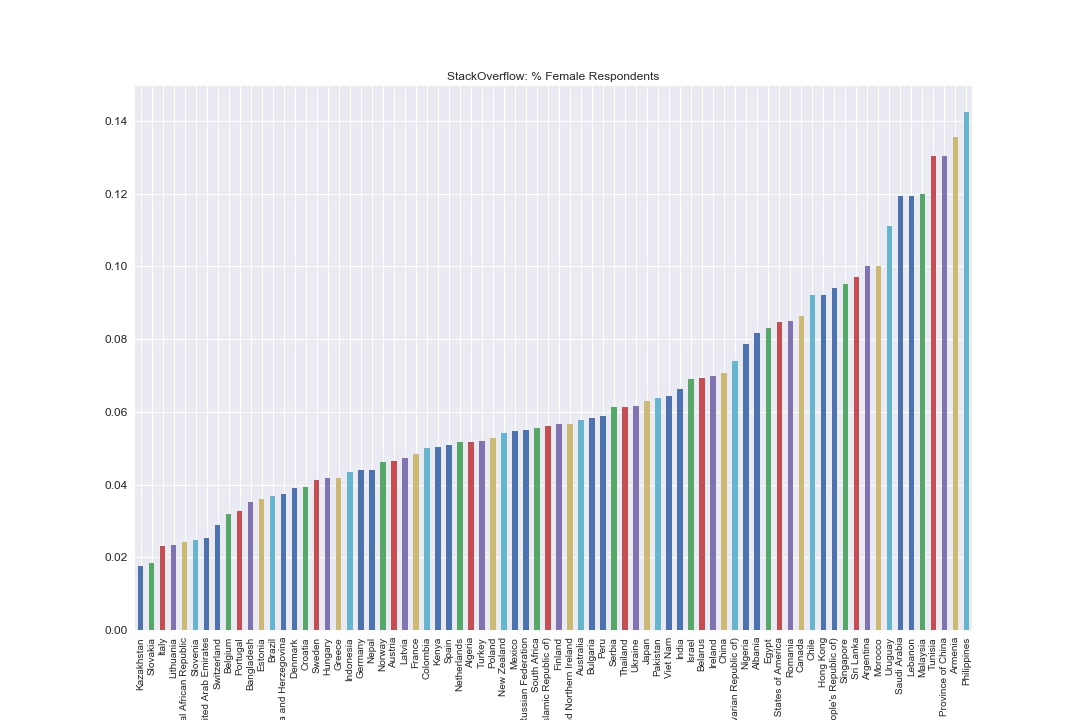 StackOverflow: % Female Respondents
0.14
0.12
0.10
0.08
0.06
0.04
0.02
0.00
Kazakhstan
Slovakia
Italy
Lithuania
al African Republic
Slovenia
ited Arab Emirates
Switzerland
Belgium
Portugal
Bangladesh
Estonia
Brazil
a and Herzegovina
Denmark
Croatia
Sweden
Hungary
Greece
Indonesia
Germany
Nepal
Norway
Austria
Latvia
France
Colombia
Kenya
Spain
Netherlands
Algeria
Turkey
Poland
New Zealand
Mexico
Russian Federation
South Africa
slamic Republic of)
Finland
d Northern Ireland
Australia
Bulgaria
Peru
Serbia
Thailand
Ukraine
Japan
Pakistan
Viet Nam
India
Israel
Belarus
Ireland
China
varian Republic of)
Nigeria
Albania
Egypt
States of America
Romania
Canada
Chile
Hong Kong
ople's Republic of)
Singapore
Sri Lanka
Argentina
Morocco
Uruguay
Saudi Arabia
Lebanon
Malaysia
Tunisia
Province of China
Armenia
Philippines